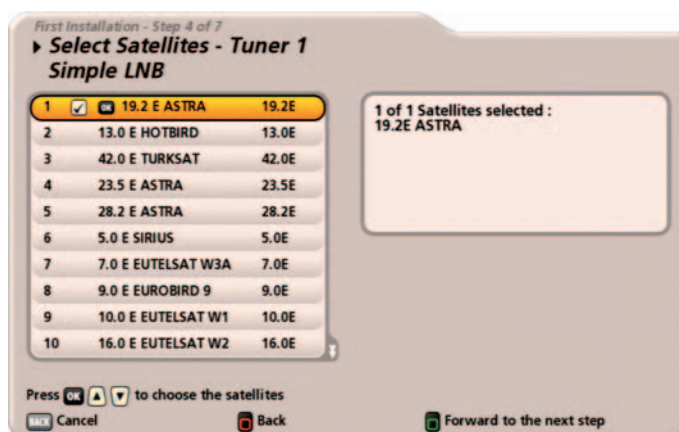 First Installation - Step 4 of 7
Select Satellites - Tuner 1
Simple LNB
1 OK 19.2 E ASTRA 19.2E
2 13.0 E HOTBIRD 13.0E
3 42.0 E TURKSAT 42.0E
4 23.5 E ASTRA 23.5E
5 28.2 E ASTRA 28.2E
6 5.0 E SIRIUS 5.0E
7 7.0 E EUTELSAT W3A 7.0E
8 9.0 E EUROBIRD 9 9.0E
9 10.0 E EUTELSAT W1 10.0E
10 16.0 E EUTELSAT W2 16.0E
1 of 1 Satellites selected :
19.2E ASTRA
Press OK to choose the satellites
BACK Cancel Back Forward to the next step